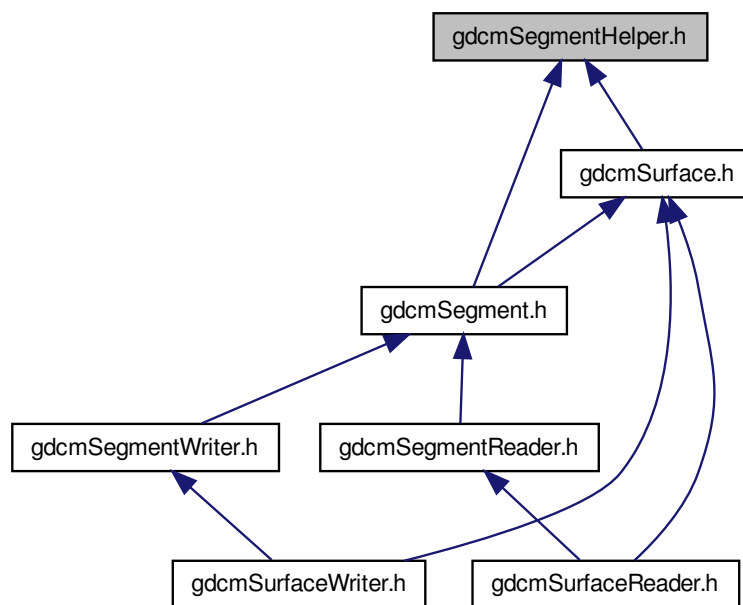 gdcmSegmentHelper.h
gdcmSurface.h
gdcmSegment.h
gdcmSegmentWriter.h
gdcmSegmentReader.h
gdcmSurfaceWriter.h
gdcmSurfaceReader.h